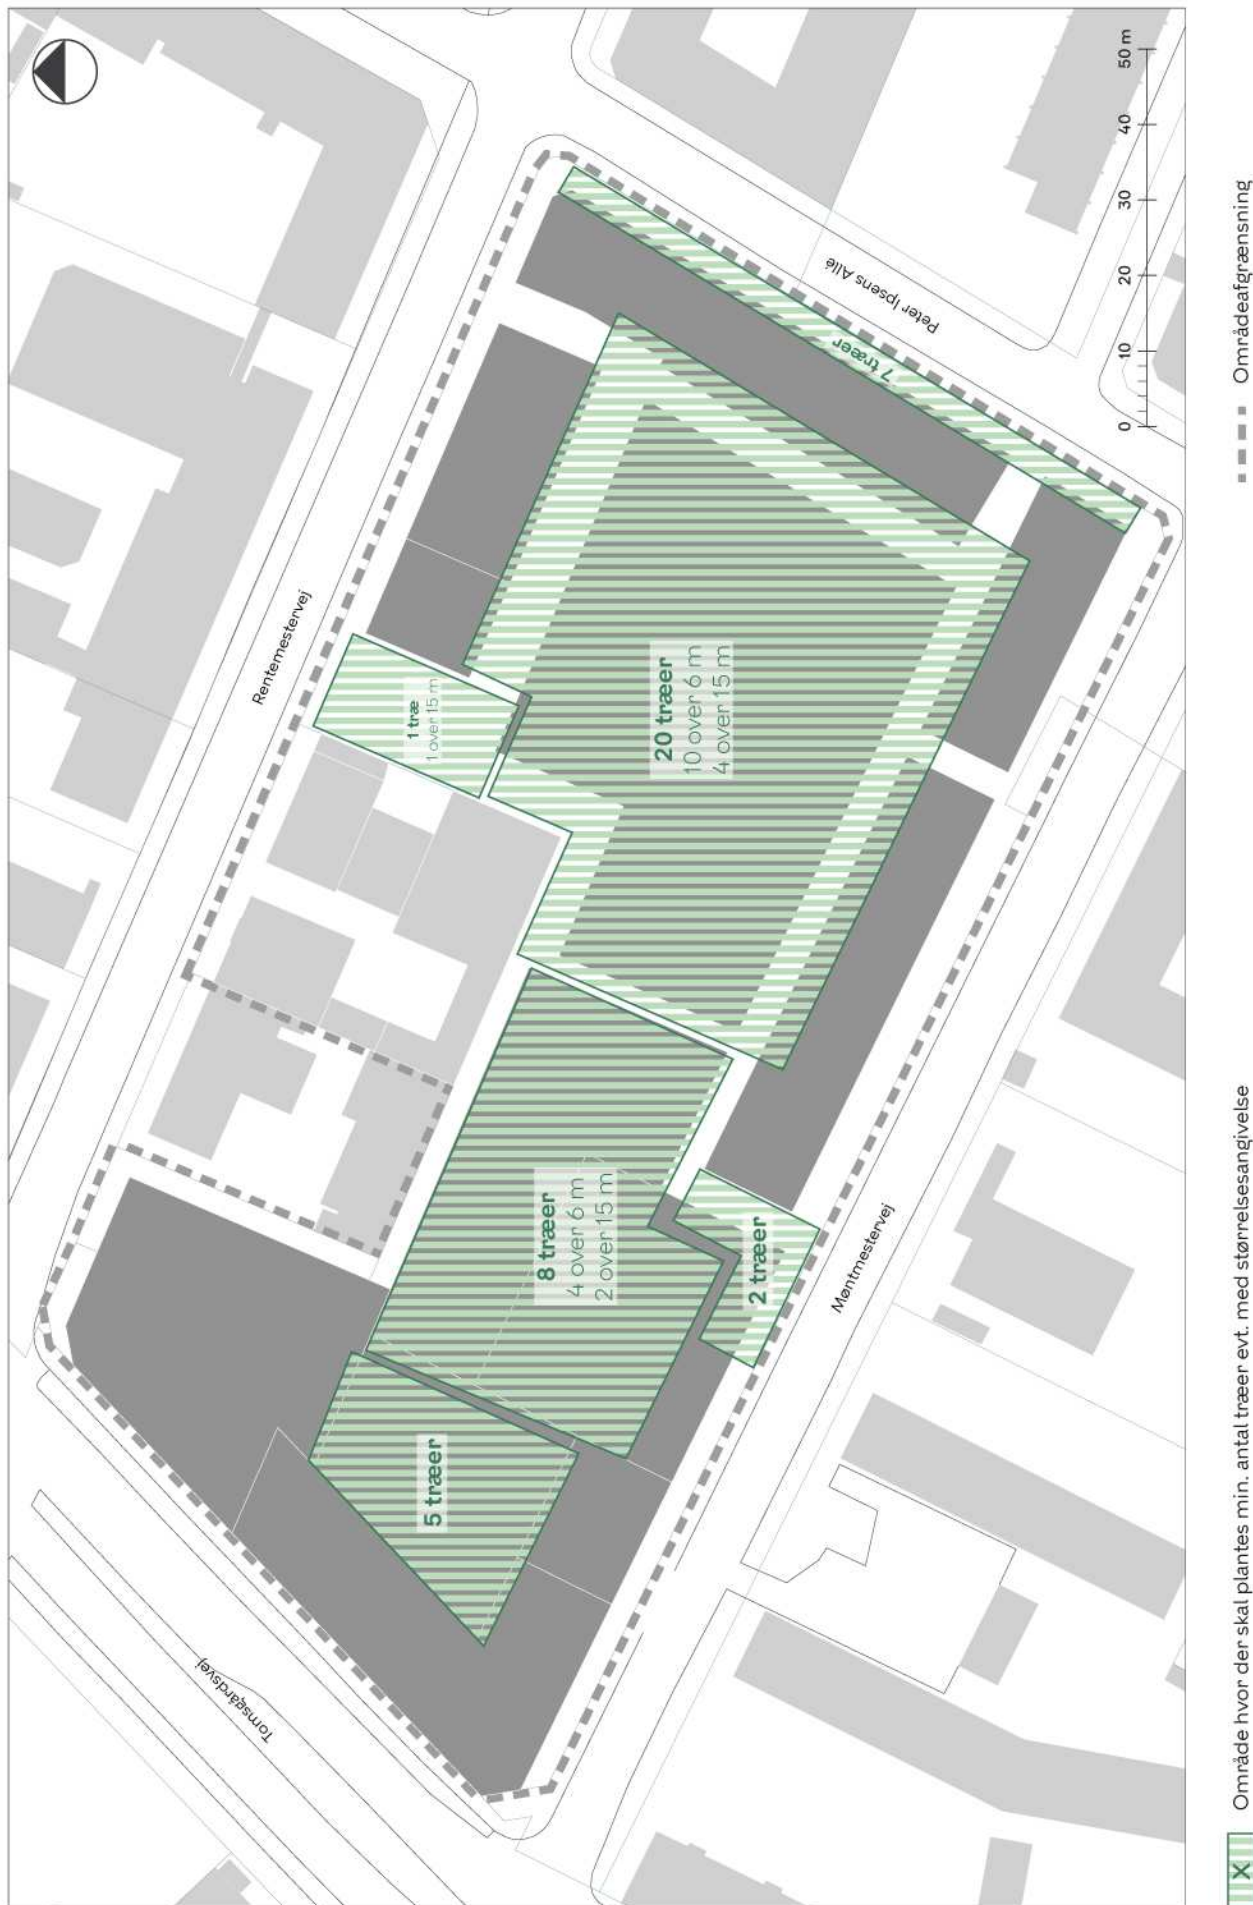 Rentemestervej
Peter Ipsens Allé
7 træer
1 træ
1 over 15 m
20 træer
10 over 6 m
4 over 15 m
8 træer
4 over 6 m
2 over 15 m
2 træer
5 træer
Tomsgårdsvej
Møntmestervej
0 10 20 30 40 50 m
X Område hvor der skal plantes min. antal træer evt. med størrelsesangivelse
Områdeafgrænsning